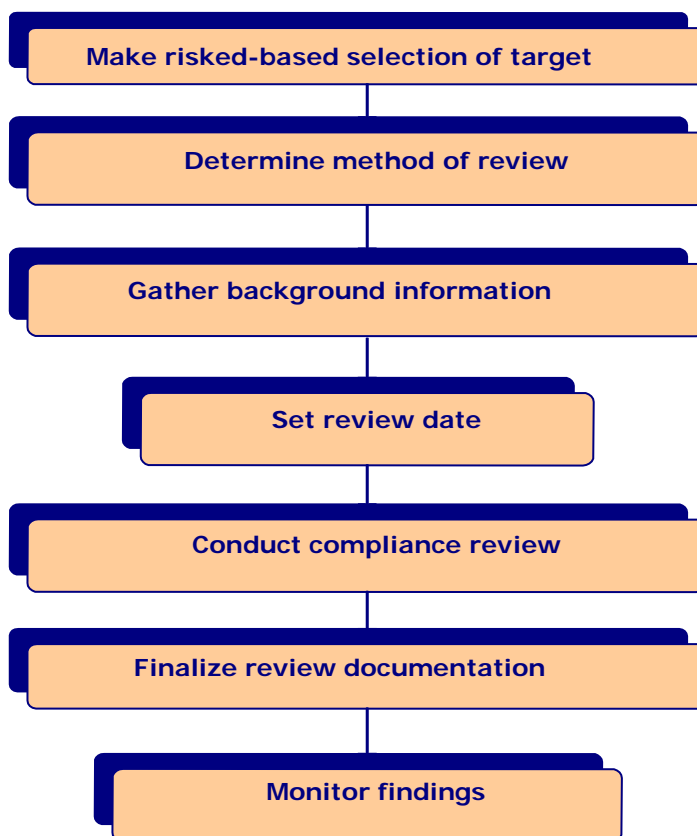 Make risked-based selection of target
Determine method of review
Gather background information
Set review date
Conduct compliance review
Finalize review documentation
Monitor findings